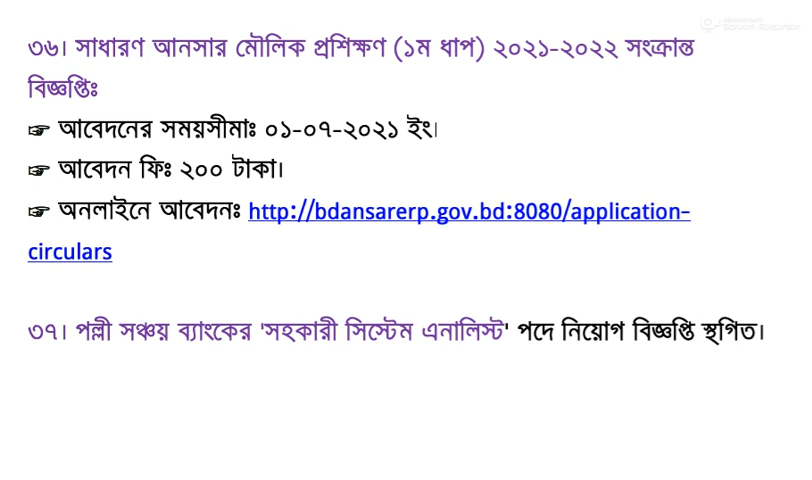 ৩৬। সাধারণ আনসার মৌলিক প্রশিক্ষণ (১ম ধাপ) ২০২১-২০২২ সংক্রান্ত
বিজ্ঞপ্তিঃ
☞ আবেদনের সময়সীমাঃ ০১-০৭-২০২১ ইং।
☞ আবেদন ফিঃ ২০০ টাকা।
☞ অনলাইনে আবেদনঃ http://bdansarerp.gov.bd:8080/application-
circulars
৩৭। পল্লী সঞ্চয় ব্যাংকের 'সহকারী সিস্টেম এনালিস্ট' পদে নিয়োগ বিজ্ঞপ্তি স্থগিত।